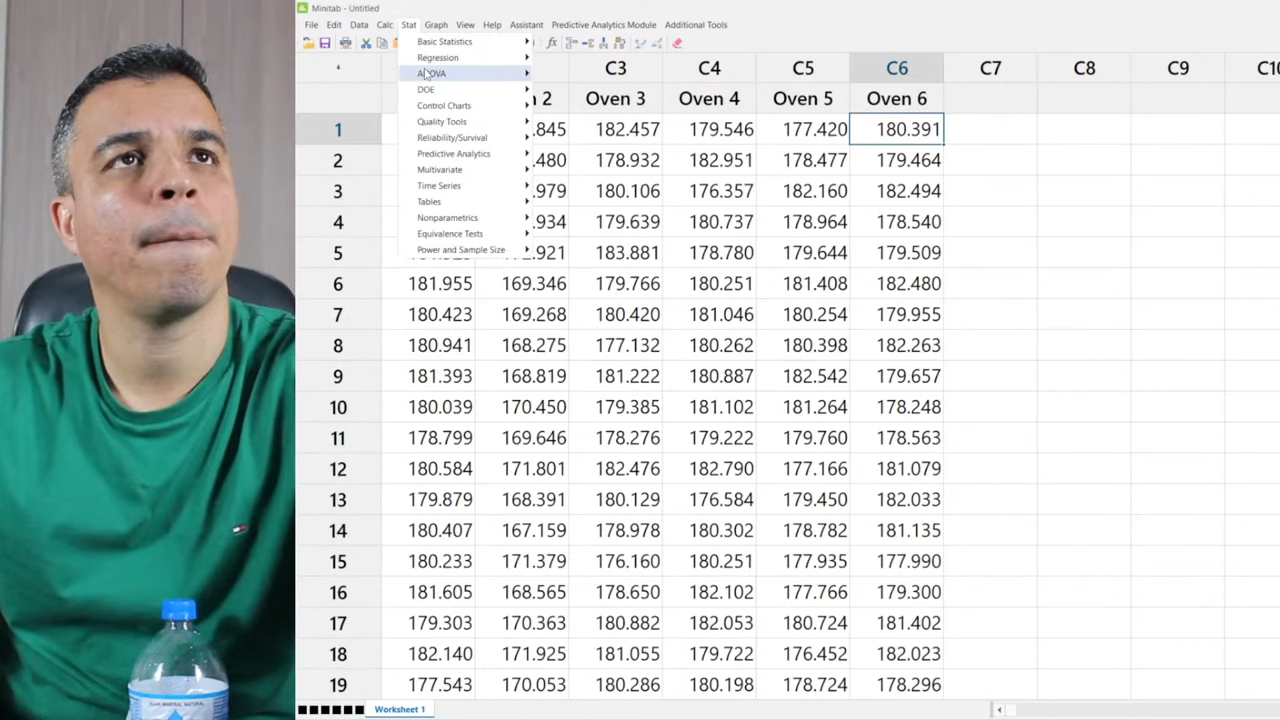 Minitab - Untitled
File Edit Data Calc Stat Graph View Help Assistant Predictive Analytics Module Additional Tools
Basic Statistics
Regression
ANOVA
DOE
Control Charts
Quality Tools
Reliability/Survival
Predictive Analytics
Multivariate
Time Series
Tables
Nonparametrics
Equivalence Tests
Power and Sample Size
C3 C4 C5 C6 C7 C8 C9 C10
2 Oven 3 Oven 4 Oven 5 Oven 6
1 .845 182.457 179.546 177.420 180.391
2 .480 178.932 182.951 178.477 179.464
3 .979 180.106 176.357 182.160 182.494
4 .934 179.639 180.737 178.964 178.540
5 .921 183.881 178.780 179.644 179.509
6 181.955 169.346 179.766 180.251 181.408 182.480
7 180.423 169.268 180.420 181.046 180.254 179.955
8 180.941 168.275 177.132 180.262 180.398 182.263
9 181.393 168.819 181.222 180.887 182.542 179.657
10 180.039 170.450 179.385 181.102 181.264 178.248
11 178.799 169.646 178.276 179.222 179.760 178.563
12 180.584 171.801 182.476 182.790 177.166 181.079
13 179.879 168.391 180.129 176.584 179.450 182.033
14 180.407 167.159 178.978 180.302 178.782 181.135
15 180.233 171.379 176.160 180.251 177.935 177.990
16 181.605 168.565 178.650 182.102 177.766 179.300
17 179.303 170.363 180.882 182.053 180.724 181.402
18 182.140 171.925 181.055 179.722 176.452 182.023
19 177.543 170.053 180.286 180.198 178.724 178.296
Worksheet 1